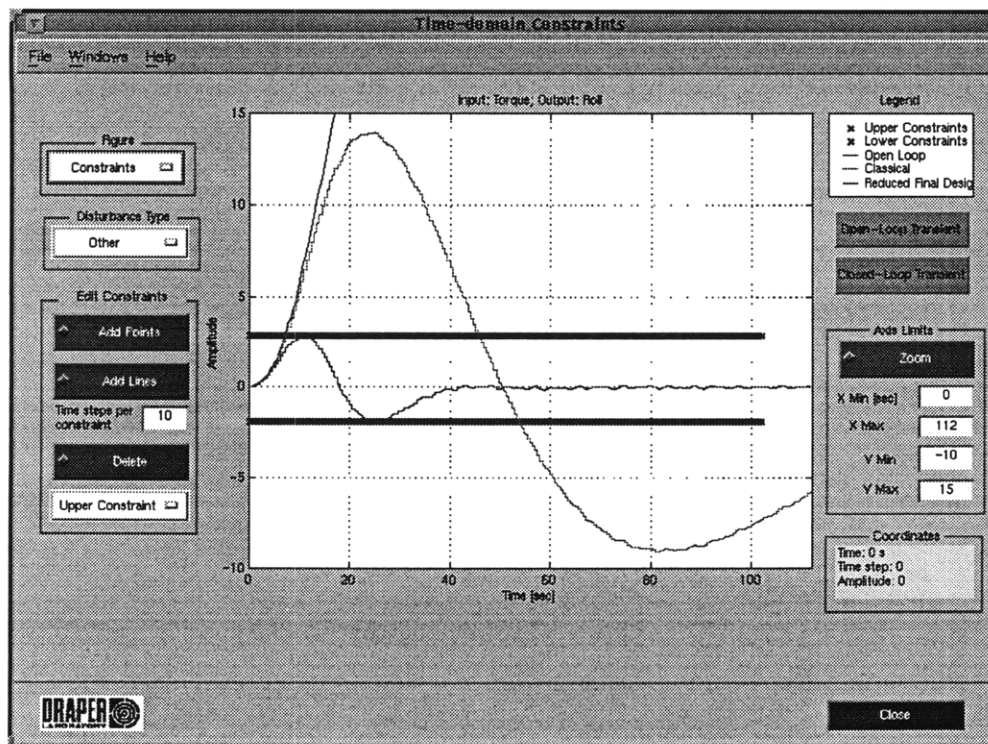 Time-domain Constraints
File Windows Help
Figure
Constraints
Disturbance Type
Other
Edit Constraints
Add Points
Add Lines
Time steps per
constraint
10
Delete
Upper Constraint
Input: Torque; Output: Roll
15
10
5
0
-5
-10
Amplitude
0 20 40 60 80 100
Time [sec]
Legend
Upper Constraints
Lower Constraints
Open Loop
Classical
Reduced Final Desig
Open-Loop Transient
Closed-Loop Transient
Axis Limits
Zoom
X Min [sec] 0
X Max 112
Y Min -10
Y Max 15
Coordinates
Time: 0 s
Time step: 0
Amplitude: 0
DRAPER
LABORATORY
Close